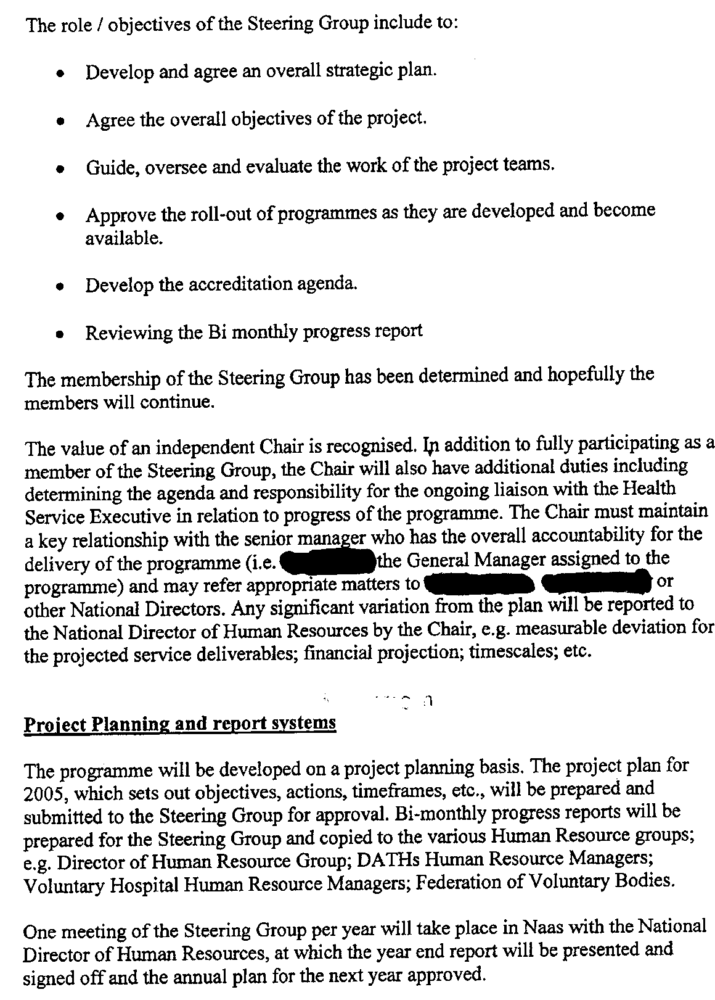 The role / objectives of the Steering Group include to:
• Develop and agree an overall strategic plan.
• Agree the overall objectives of the project.
• Guide, oversee and evaluate the work of the project teams.
• Approve the roll-out of programmes as they are developed and become
available.
• Develop the accreditation agenda.
• Reviewing the Bi monthly progress report
The membership of the Steering Group has been determined and hopefully the
members will continue.
The value of an independent Chair is recognised. In addition to fully participating as a
member of the Steering Group, the Chair will also have additional duties including
determining the agenda and responsibility for the ongoing liaison with the Health
Service Executive in relation to progress of the programme. The Chair must maintain
a key relationship with the senior manager who has the overall accountability for the
delivery of the programme (i.e. the General Manager assigned to the
programme) and may refer appropriate matters to or
other National Directors. Any significant variation from the plan will be reported to
the National Director of Human Resources by the Chair, e.g. measurable deviation for
the projected service deliverables; financial projection; timescales; etc.
Project Planning and report systems
The programme will be developed on a project planning basis. The project plan for
2005, which sets out objectives, actions, timeframes, etc., will be prepared and
submitted to the Steering Group for approval. Bi-monthly progress reports will be
prepared for the Steering Group and copied to the various Human Resource groups;
e.g. Director of Human Resource Group; DATHs Human Resource Managers;
Voluntary Hospital Human Resource Managers; Federation of Voluntary Bodies.
One meeting of the Steering Group per year will take place in Naas with the National
Director of Human Resources, at which the year end report will be presented and
signed off and the annual plan for the next year approved.